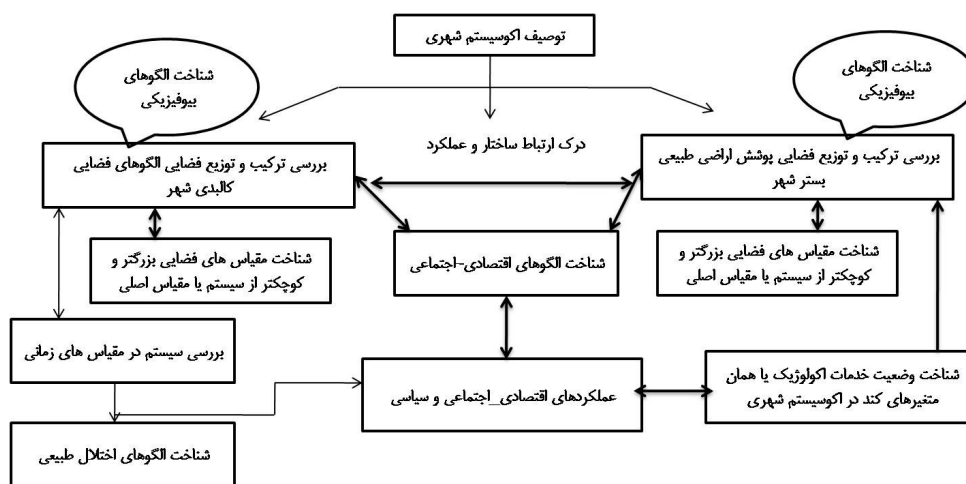 توصیف اکوسیستم شهری
شناخت الگوهای
بیوفیزیکی
شناخت الگوهای
بیوفیزیکی
درک ارتباط ساختار و عملکرد
بررسی ترکیب و توزیع فضایی پوشش اراضی طبیعی
بستر شهر
بررسی ترکیب و توزیع فضایی الگوهای فضایی
کالبدی شهر
شناخت مقیاس های فضایی بزرگتر و
کوچکتر از سیستم یا مقیاس اصلی
شناخت الگوهای اقتصادی-اجتماعی
شناخت مقیاس های فضایی بزرگتر و
کوچکتر از سیستم یا مقیاس اصلی
بررسی سیستم در مقیاس های زمانی
شناخت وضعیت خدمات اکولوژیک یا همان
متغیرهای کند در اکوسیستم شهری
عملکردهای اقتصادی_اجتماعی و سیاسی
شناخت الگوهای اختلال طبیعی